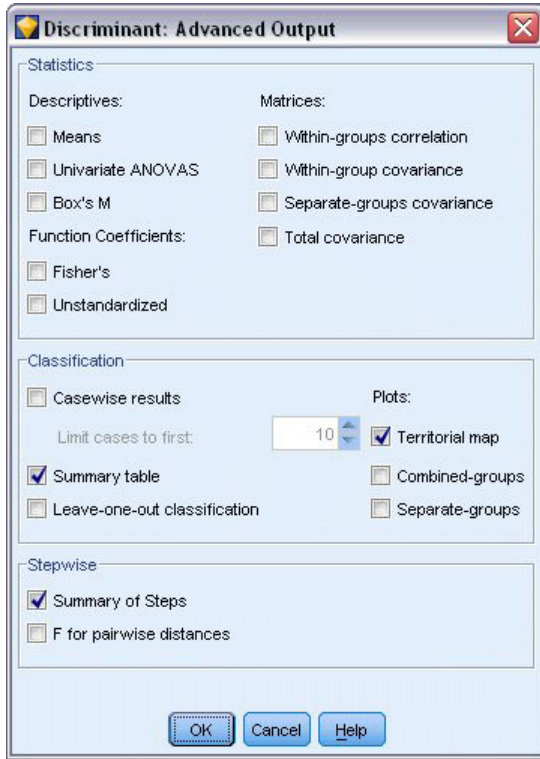 Discriminant: Advanced Output
Statistics
Descriptives:
Means
Univariate ANOVAS
Box's M
Function Coefficients:
Fisher's
Unstandardized
Matrices:
Within-groups correlation
Within-group covariance
Separate-groups covariance
Total covariance
Classification
Casewise results
Limit cases to first: 10
Summary table
Leave-one-out classification
Plots:
Territorial map
Combined-groups
Separate-groups
Stepwise
Summary of Steps
F for pairwise distances
OK Cancel Help